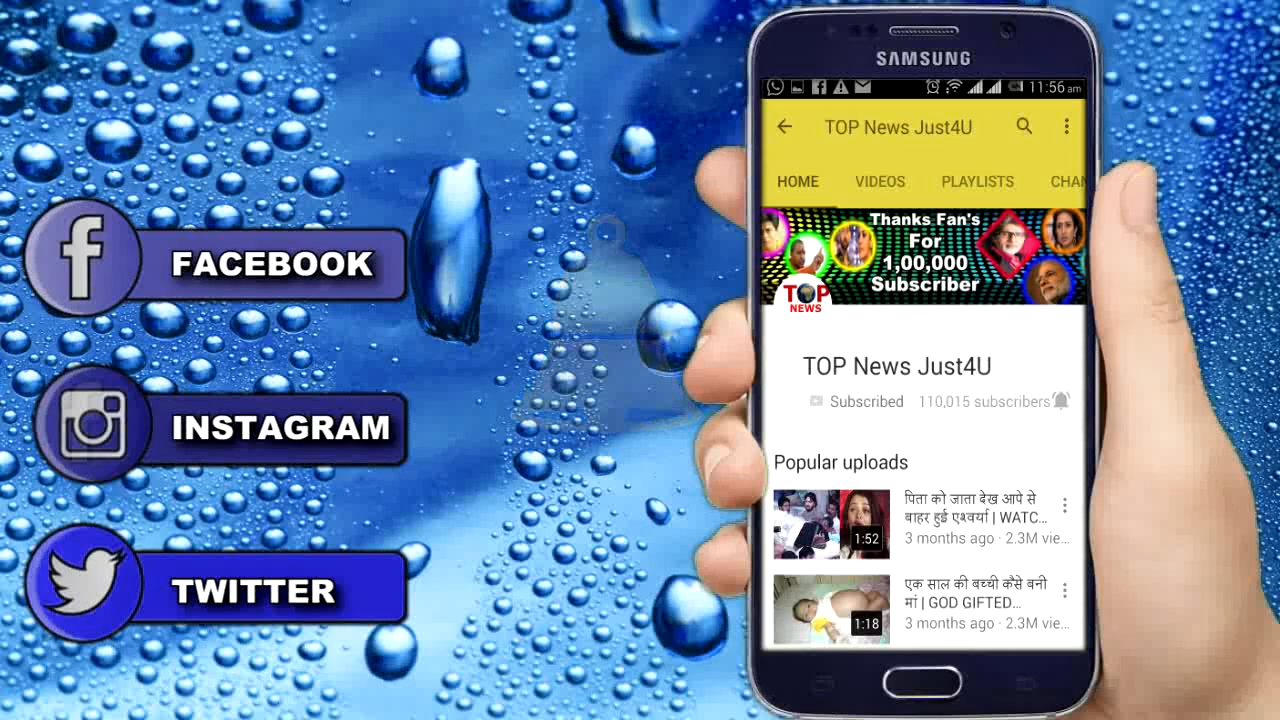 FACEBOOK
INSTAGRAM
TWITTER
SAMSUNG
11:56 am
TOP News Just4U
HOME VIDEOS PLAYLISTS CHAN
Thanks Fan's
For
1,00,000
Subscriber
TOP
NEWS
TOP News Just4U
Subscribed 110,015 subscribers
Popular uploads
पिता को जाता देख आपे से
बाहर हुई एश्वर्या | WATC...
3 months ago · 2.3M vie...
1:52
एक साल की बच्ची कैसे बनी
मां | GOD GIFTED...
3 months ago · 2.3M vie...
1:18